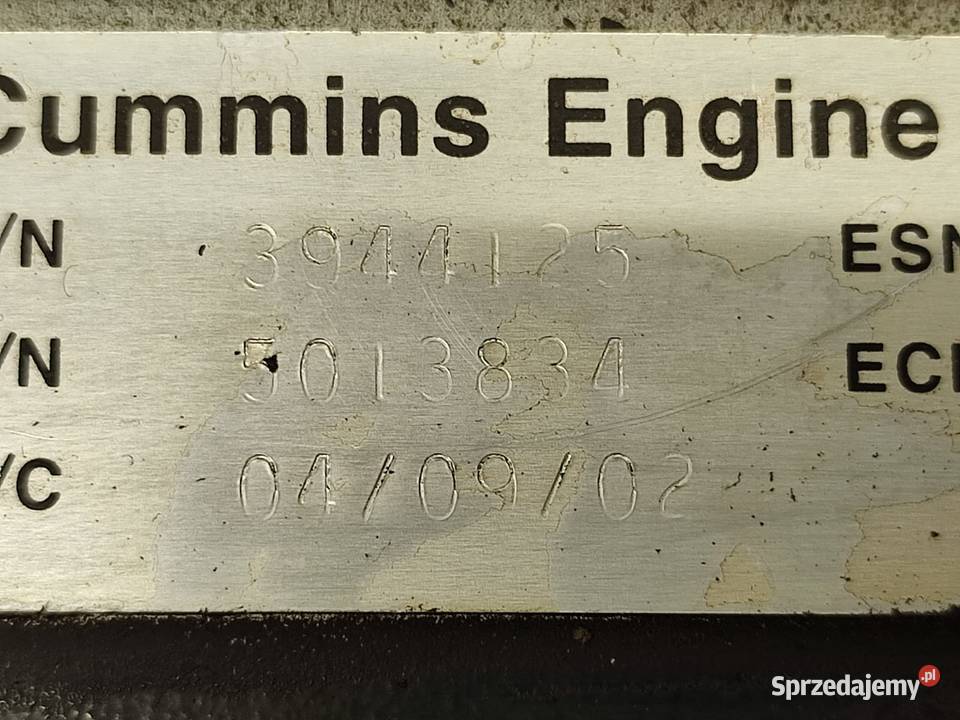 Cummins Engine
/N 3944125 ESN
/N 5013834 EC
/C 04/09/02
Sprzedajemy.pl